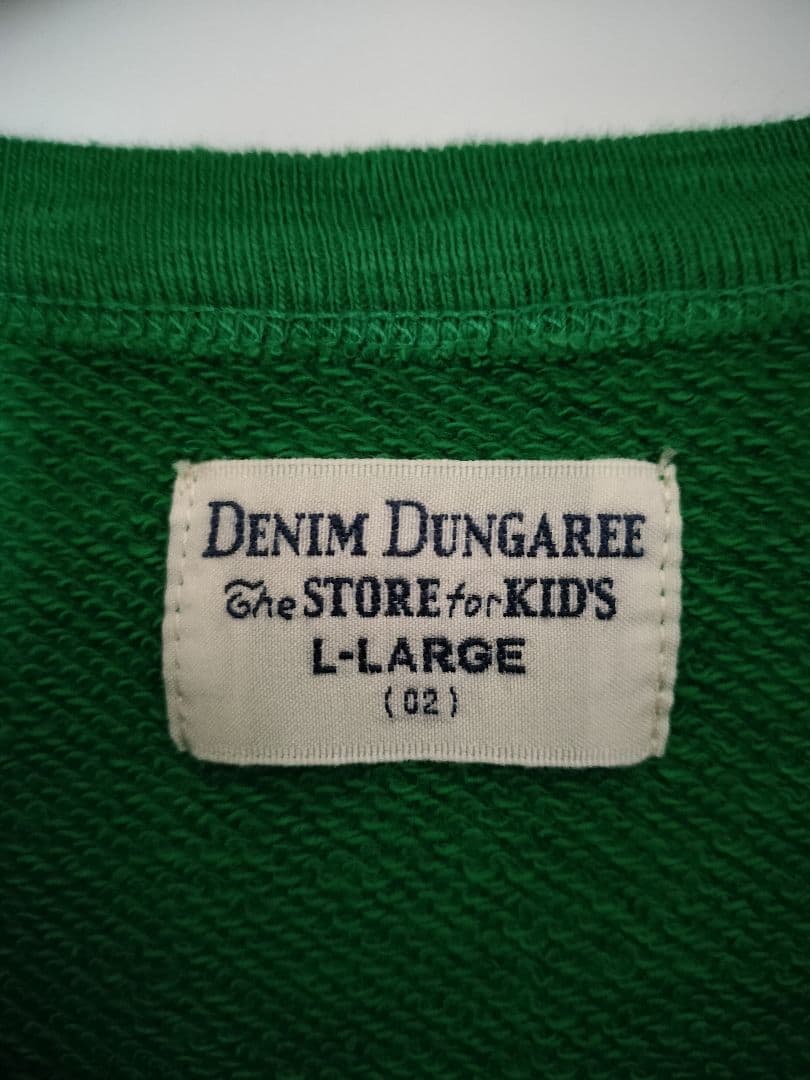 DENIM DUNGAREE
The STORE for KID'S
L-LARGE
(02)